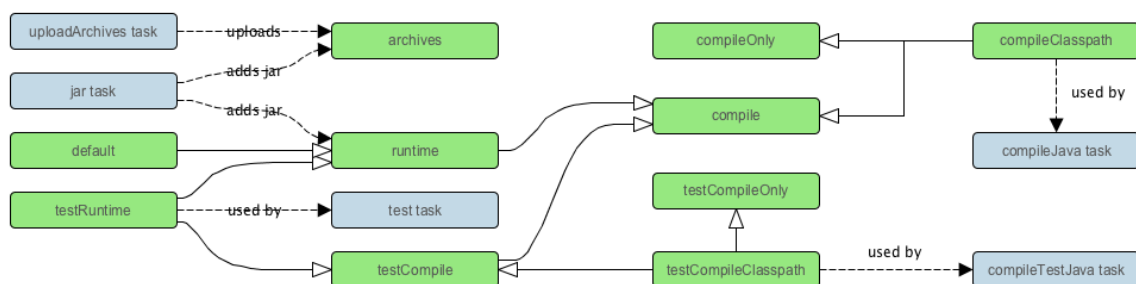 uploadArchives task
uploads
archives
compileOnly
compileClasspath
jar task
adds jar
adds jar
compile
used by
default
runtime
compileJava task
testRuntime
used by
test task
testCompileOnly
testCompile
testCompileClasspath
used by
compileTestJava task